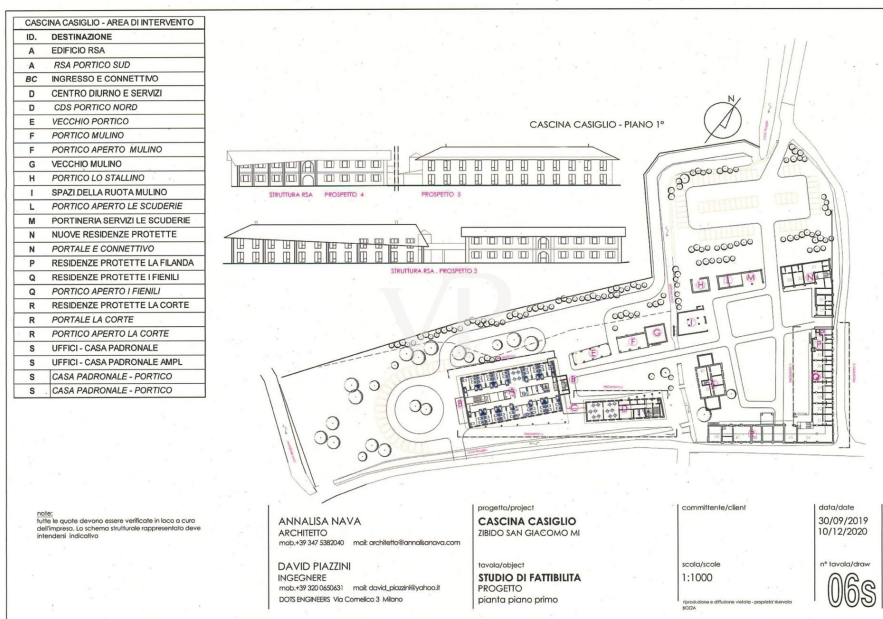 CASCINA CASIGLIO - AREA DI INTERVENTO
ID. DESTINAZIONE
A EDIFICIO RSA
A RSA PORTICO SUD
BC INGRESSO E CONNETTIVO
D CENTRO DIURNO E SERVIZI
D CDS PORTICO NORD
E VECCHIO PORTICO
F PORTICO MULINO
F PORTICO APERTO MULINO
G VECCHIO MULINO
H PORTICO LO STALLINO
I SPAZI DELLA RUOTA MULINO
L PORTICO APERTO LE SCUDERIE
M PORTINERIA SERVIZI LE SCUDERIE
N NUOVE RESIDENZE PROTETTE
N PORTALE E CONNETTIVO
P RESIDENZE PROTETTE LA FILANDA
Q RESIDENZE PROTETTE I FIENILI
Q PORTICO APERTO I FIENILI
R RESIDENZE PROTETTE LA CORTE
R PORTALE LA CORTE
R PORTICO APERTO LA CORTE
S UFFICI - CASA PADRONALE
S UFFICI - CASA PADRONALE AMPL
S CASA PADRONALE - PORTICO
S CASA PADRONALE - PORTICO
N
CASCINA CASIGLIO - PIANO 1°
STRUTTURA RSA PROSPETTO 4 PROSPETTO 5
STRUTTURA RSA . PROSPETTO 3
VP
H
M
N
G
F
E
P
Q
B
B
D
note:
tutte le quote devono essere verificate in loco a cura
dell'impresa. Lo schema strutturale rappresentato deve
intendersi indicativo
ANNALISA NAVA
ARCHITETTO
mob.+39 347 5382040 mail: architetto@annalisanava.com
DAVID PIAZZINI
INGEGNERE
mob.+39 320 0650631 mail: david_piazzini@yahoo.it
DOTS ENGINEERS Via Comelico 3 Milano
progetto/project
CASCINA CASIGLIO
ZIBIDO SAN GIACOMO MI
tavola/object
STUDIO DI FATTIBILITA
PROGETTO
pianta piano primo
committente/client
scala/scale
1:1000
riproduzione e diffusione vietata - proprietà riservata
data/date
30/09/2019
10/12/2020
n° tavola/draw
06s